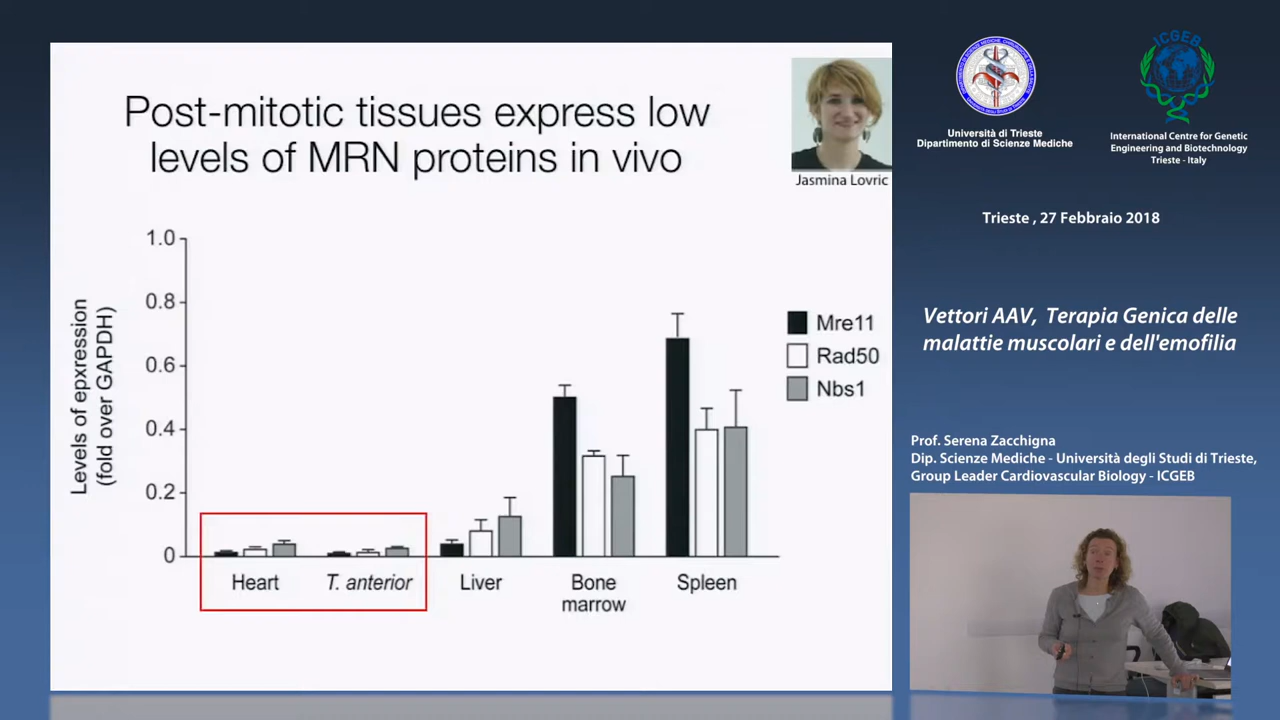 Post-mitotic tissues express low
levels of MRN proteins in vivo
Jasmina Lovric
Levels of epxression
(fold over GAPDH)
1.0
0.8
0.6
0.4
0.2
0
Heart
T. anterior
Liver
Bone
marrow
Spleen
Mre11
Rad50
Nbs1
Università di Trieste
Dipartimento di Scienze Mediche
ICGEB
International Centre for Genetic
Engineering and Biotechnology
Trieste - Italy
Trieste , 27 Febbraio 2018
Vettori AAV, Terapia Genica delle
malattie muscolari e dell'emofilia
Prof. Serena Zacchigna
Dip. Scienze Mediche - Università degli Studi di Trieste,
Group Leader Cardiovascular Biology - ICGEB